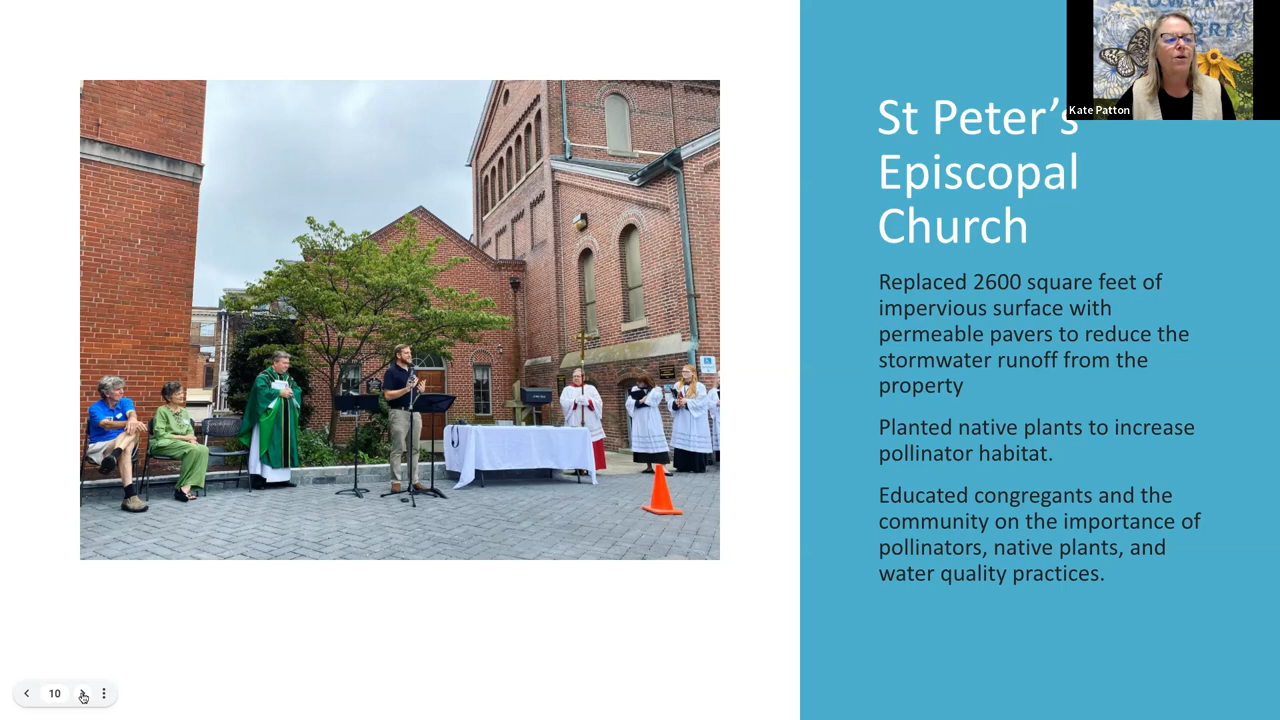 LOWER
SHORE
Kate Patton
St Peter's
Episcopal
Church
Replaced 2600 square feet of
impervious surface with
permeable pavers to reduce the
stormwater runoff from the
property
Planted native plants to increase
pollinator habitat.
Educated congregants and the
community on the importance of
pollinators, native plants, and
water quality practices.
10